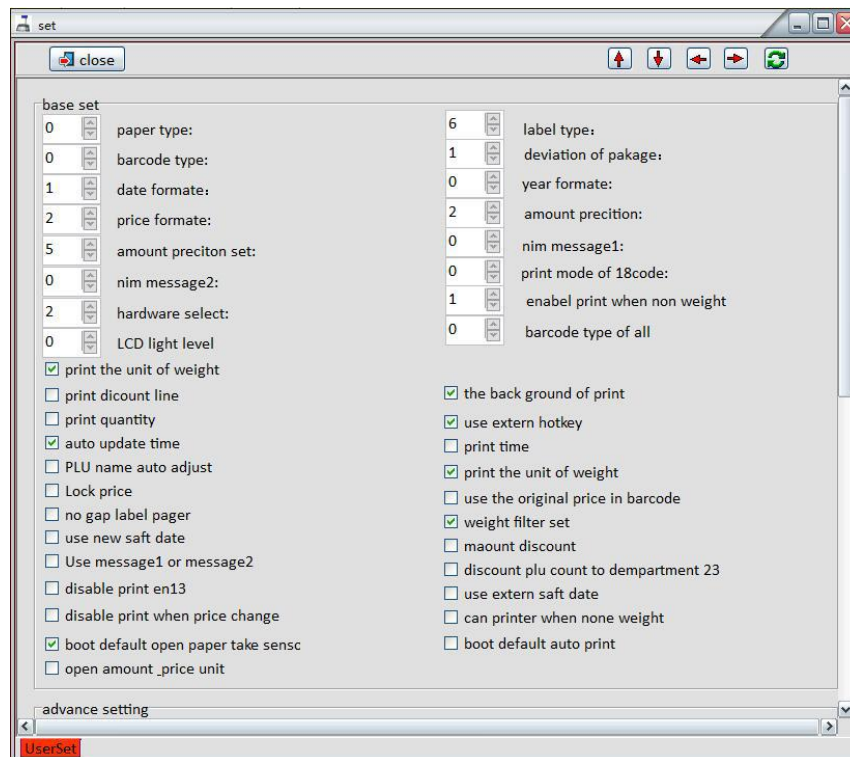 set
close
base set
0 paper type:
0 barcode type:
1 date formate:
2 price formate:
5 amount preciton set:
0 nim message2:
2 hardware select:
0 LCD light level
6 label type:
1 deviation of pakage:
0 year formate:
2 amount precition:
0 nim message1:
0 print mode of 18code:
1 enabel print when non weight
0 barcode type of all
print the unit of weight
print dicount line
print quantity
auto update time
PLU name auto adjust
Lock price
no gap label pager
use new saft date
Use message1 or message2
disable print en13
disable print when price change
boot default open paper take sensc
open amount _price unit
the back ground of print
use extern hotkey
print time
print the unit of weight
use the original price in barcode
weight filter set
maount discount
discount plu count to dempartment 23
use extern saft date
can printer when none weight
boot default auto print
advance setting
UserSet